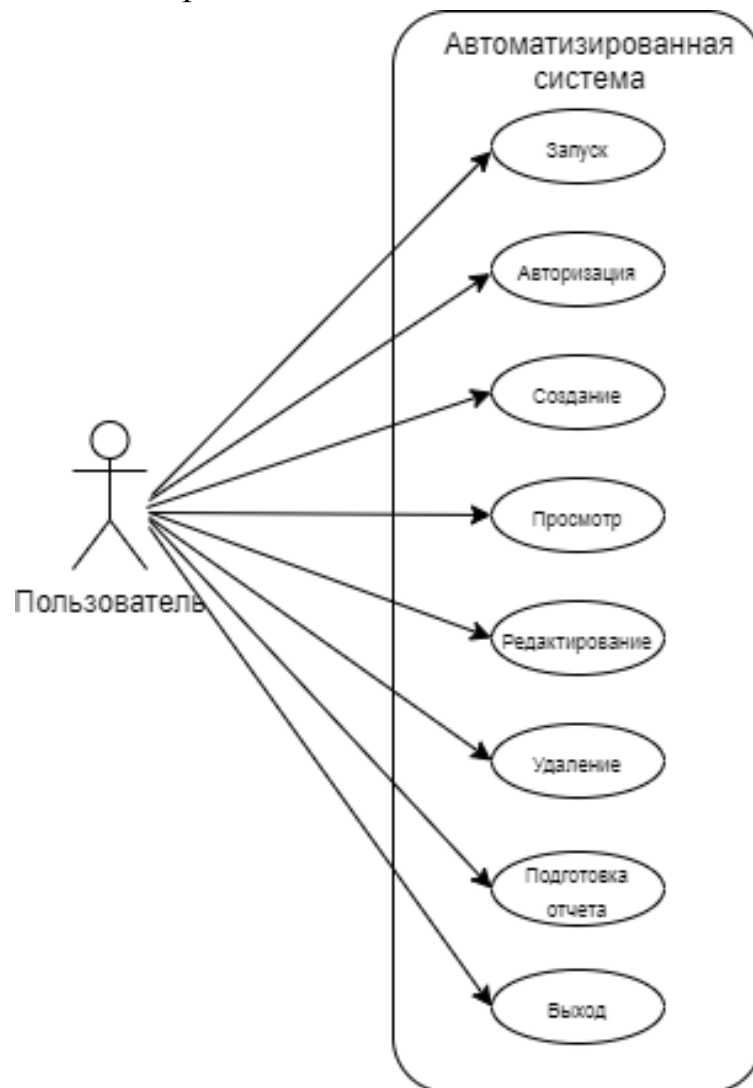 Автоматизированная
система
Запуск
Авторизация
Создание
Просмотр
Пользователь
Редактирование
Удаление
Подготовка
отчета
Выход